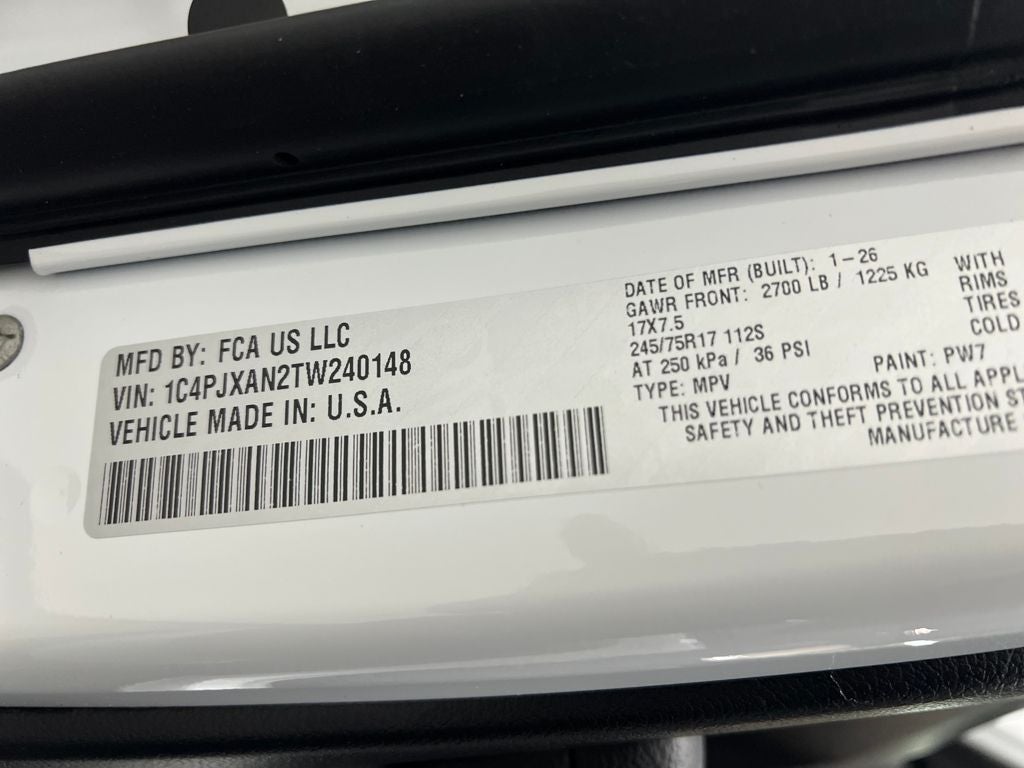 MFD BY: FCA US LLC
VIN: 1C4PJXAN2TW240148
VEHICLE MADE IN: U.S.A.
DATE OF MFR (BUILT): 1-26
GAWR FRONT: 2700 LB / 1225 KG WITH
17X7.5 RIMS
245/75R17 112S TIRES
AT 250 kPa / 36 PSI COLD
TYPE: MPV PAINT: PW7
THIS VEHICLE CONFORMS TO ALL APPL
SAFETY AND THEFT PREVENTION ST
MANUFACTURE